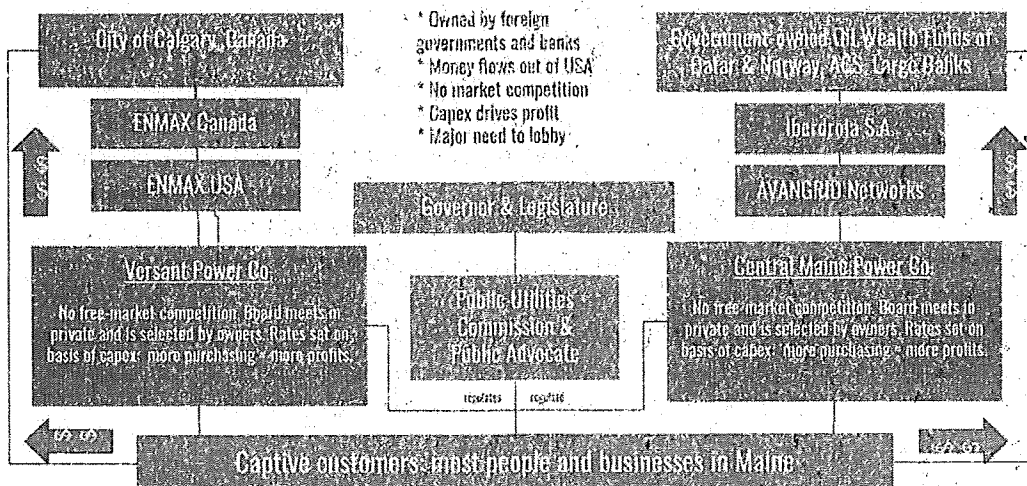 City of Calgary, Canada
ENMAX Canada
ENMAX USA
$ $
* Owned by foreign
governments and banks
* Money flows out of USA
* No market competition
* Capex drives profit
* Major need to lobby
Government-owned Oil Wealth Funds of
Qatar & Norway, ACS, Large Banks
Iberdrola S.A.
AVANGRID Networks
$ $
Governor & Legislature
Versant Power Co.
No free-market competition. Board meets in
private and is selected by owners. Rates set on
basis of capex: more purchasing = more profits.
Public Utilities
Commission &
Public Advocate
Central Maine Power Co.
No free-market competition. Board meets in
private and is selected by owners. Rates set on
basis of capex: more purchasing = more profits.
$ $
Captive customers: most people and businesses in Maine
$ $